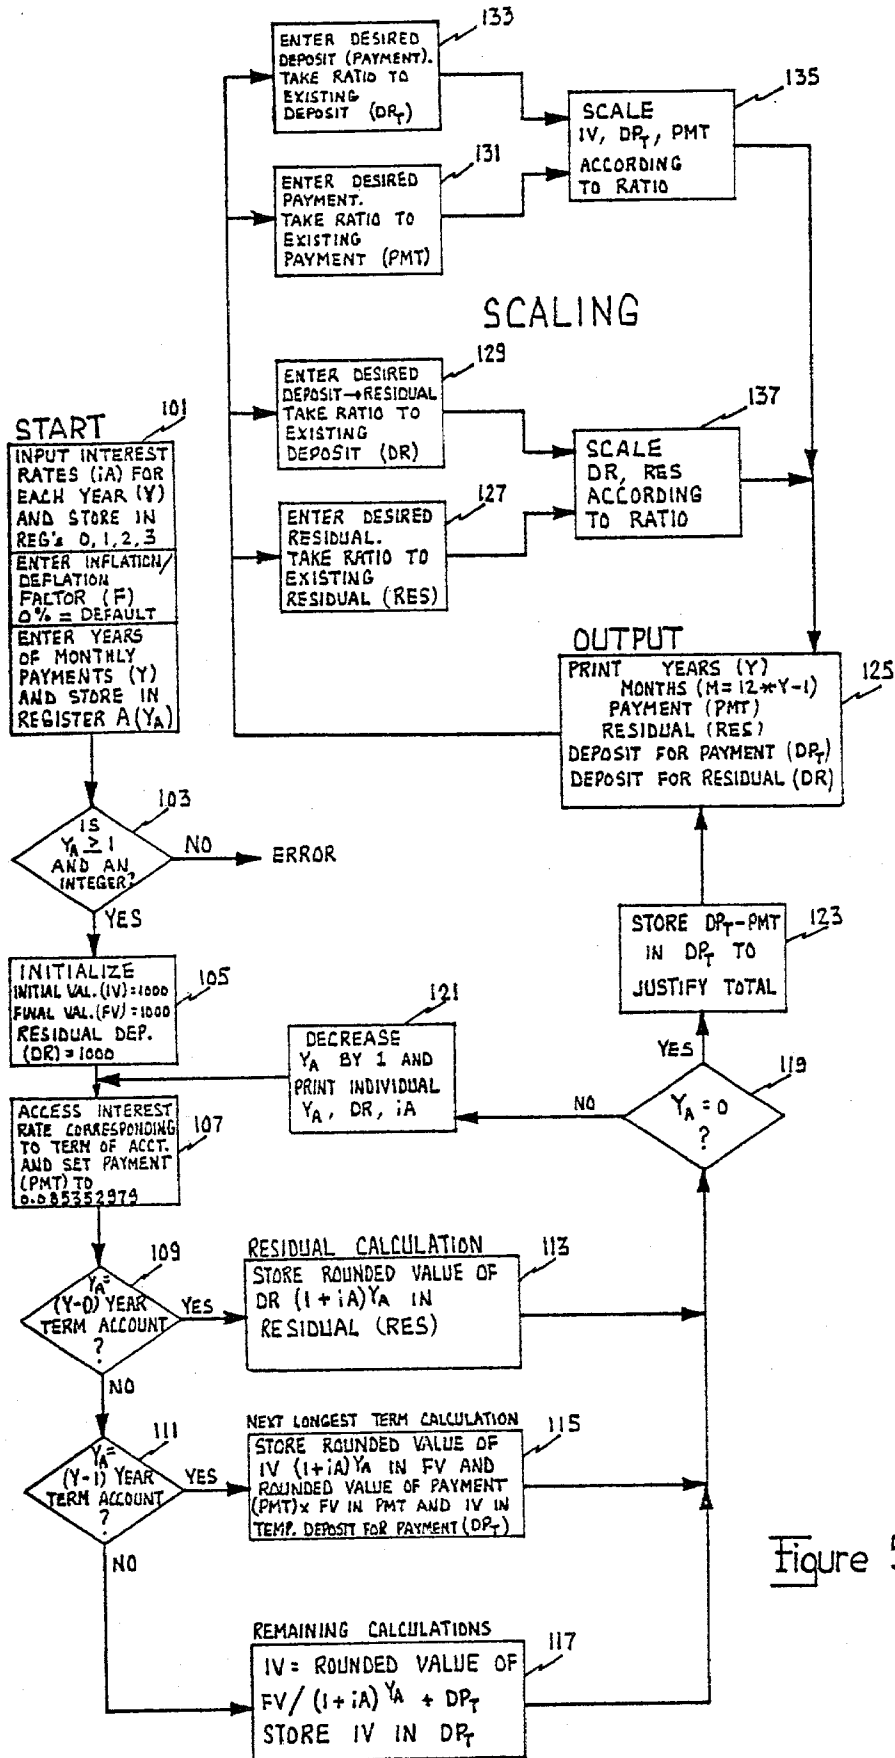 133
ENTER DESIRED
DEPOSIT (PAYMENT).
TAKE RATIO TO
EXISTING
DEPOSIT (DRT)
135
SCALE
IV, DPT, PMT
ACCORDING
TO RATIO
131
ENTER DESIRED
PAYMENT.
TAKE RATIO TO
EXISTING
PAYMENT (PMT)
SCALING
129
ENTER DESIRED
DEPOSIT→RESIDUAL
TAKE RATIO TO
EXISTING
DEPOSIT (DR)
137
SCALE
DR, RES
ACCORDING
TO RATIO
127
ENTER DESIRED
RESIDUAL.
TAKE RATIO TO
EXISTING
RESIDUAL (RES)
START
101
INPUT INTEREST
RATES (iA) FOR
EACH YEAR (Y)
AND STORE IN
REG's 0, 1, 2, 3
ENTER INFLATION/
DEFLATION
FACTOR (F)
0% = DEFAULT
ENTER YEARS
OF MONTHLY
PAYMENTS (Y)
AND STORE IN
REGISTER A (YA)
OUTPUT
125
PRINT YEARS (Y)
MONTHS (M=12*Y-1)
PAYMENT (PMT)
RESIDUAL (RES)
DEPOSIT FOR PAYMENT (DPT)
DEPOSIT FOR RESIDUAL (DR)
103
IS
YA ≥ 1
AND AN
INTEGER?
NO
ERROR
YES
123
STORE DPT-PMT
IN DPT TO
JUSTIFY TOTAL
105
INITIALIZE
INITIAL VAL. (IV)=1000
FINAL VAL. (FV)=1000
RESIDUAL DEP.
(DR) = 1000
121
DECREASE
YA BY 1 AND
PRINT INDIVIDUAL
YA, DR, iA
YES
119
NO
YA = 0
?
107
ACCESS INTEREST
RATE CORRESPONDING
TO TERM OF ACCT.
AND SET PAYMENT
(PMT) TO
0.085352979
109
YA=
(Y-0) YEAR
TERM ACCOUNT
?
YES
NO
RESIDUAL CALCULATION
113
STORE ROUNDED VALUE OF
DR (1+iA)YA IN
RESIDUAL (RES)
111
YA=
(Y-1) YEAR
TERM ACCOUNT
?
YES
NO
NEXT LONGEST TERM CALCULATION
115
STORE ROUNDED VALUE OF
IV (1+iA)YA IN FV AND
ROUNDED VALUE OF PAYMENT
(PMT)x FV IN PMT AND IV IN
TEMP. DEPOSIT FOR PAYMENT (DPT)
REMAINING CALCULATIONS
117
IV = ROUNDED VALUE OF
FV/(1+iA)YA + DPT
STORE IV IN DPT
Figure 5